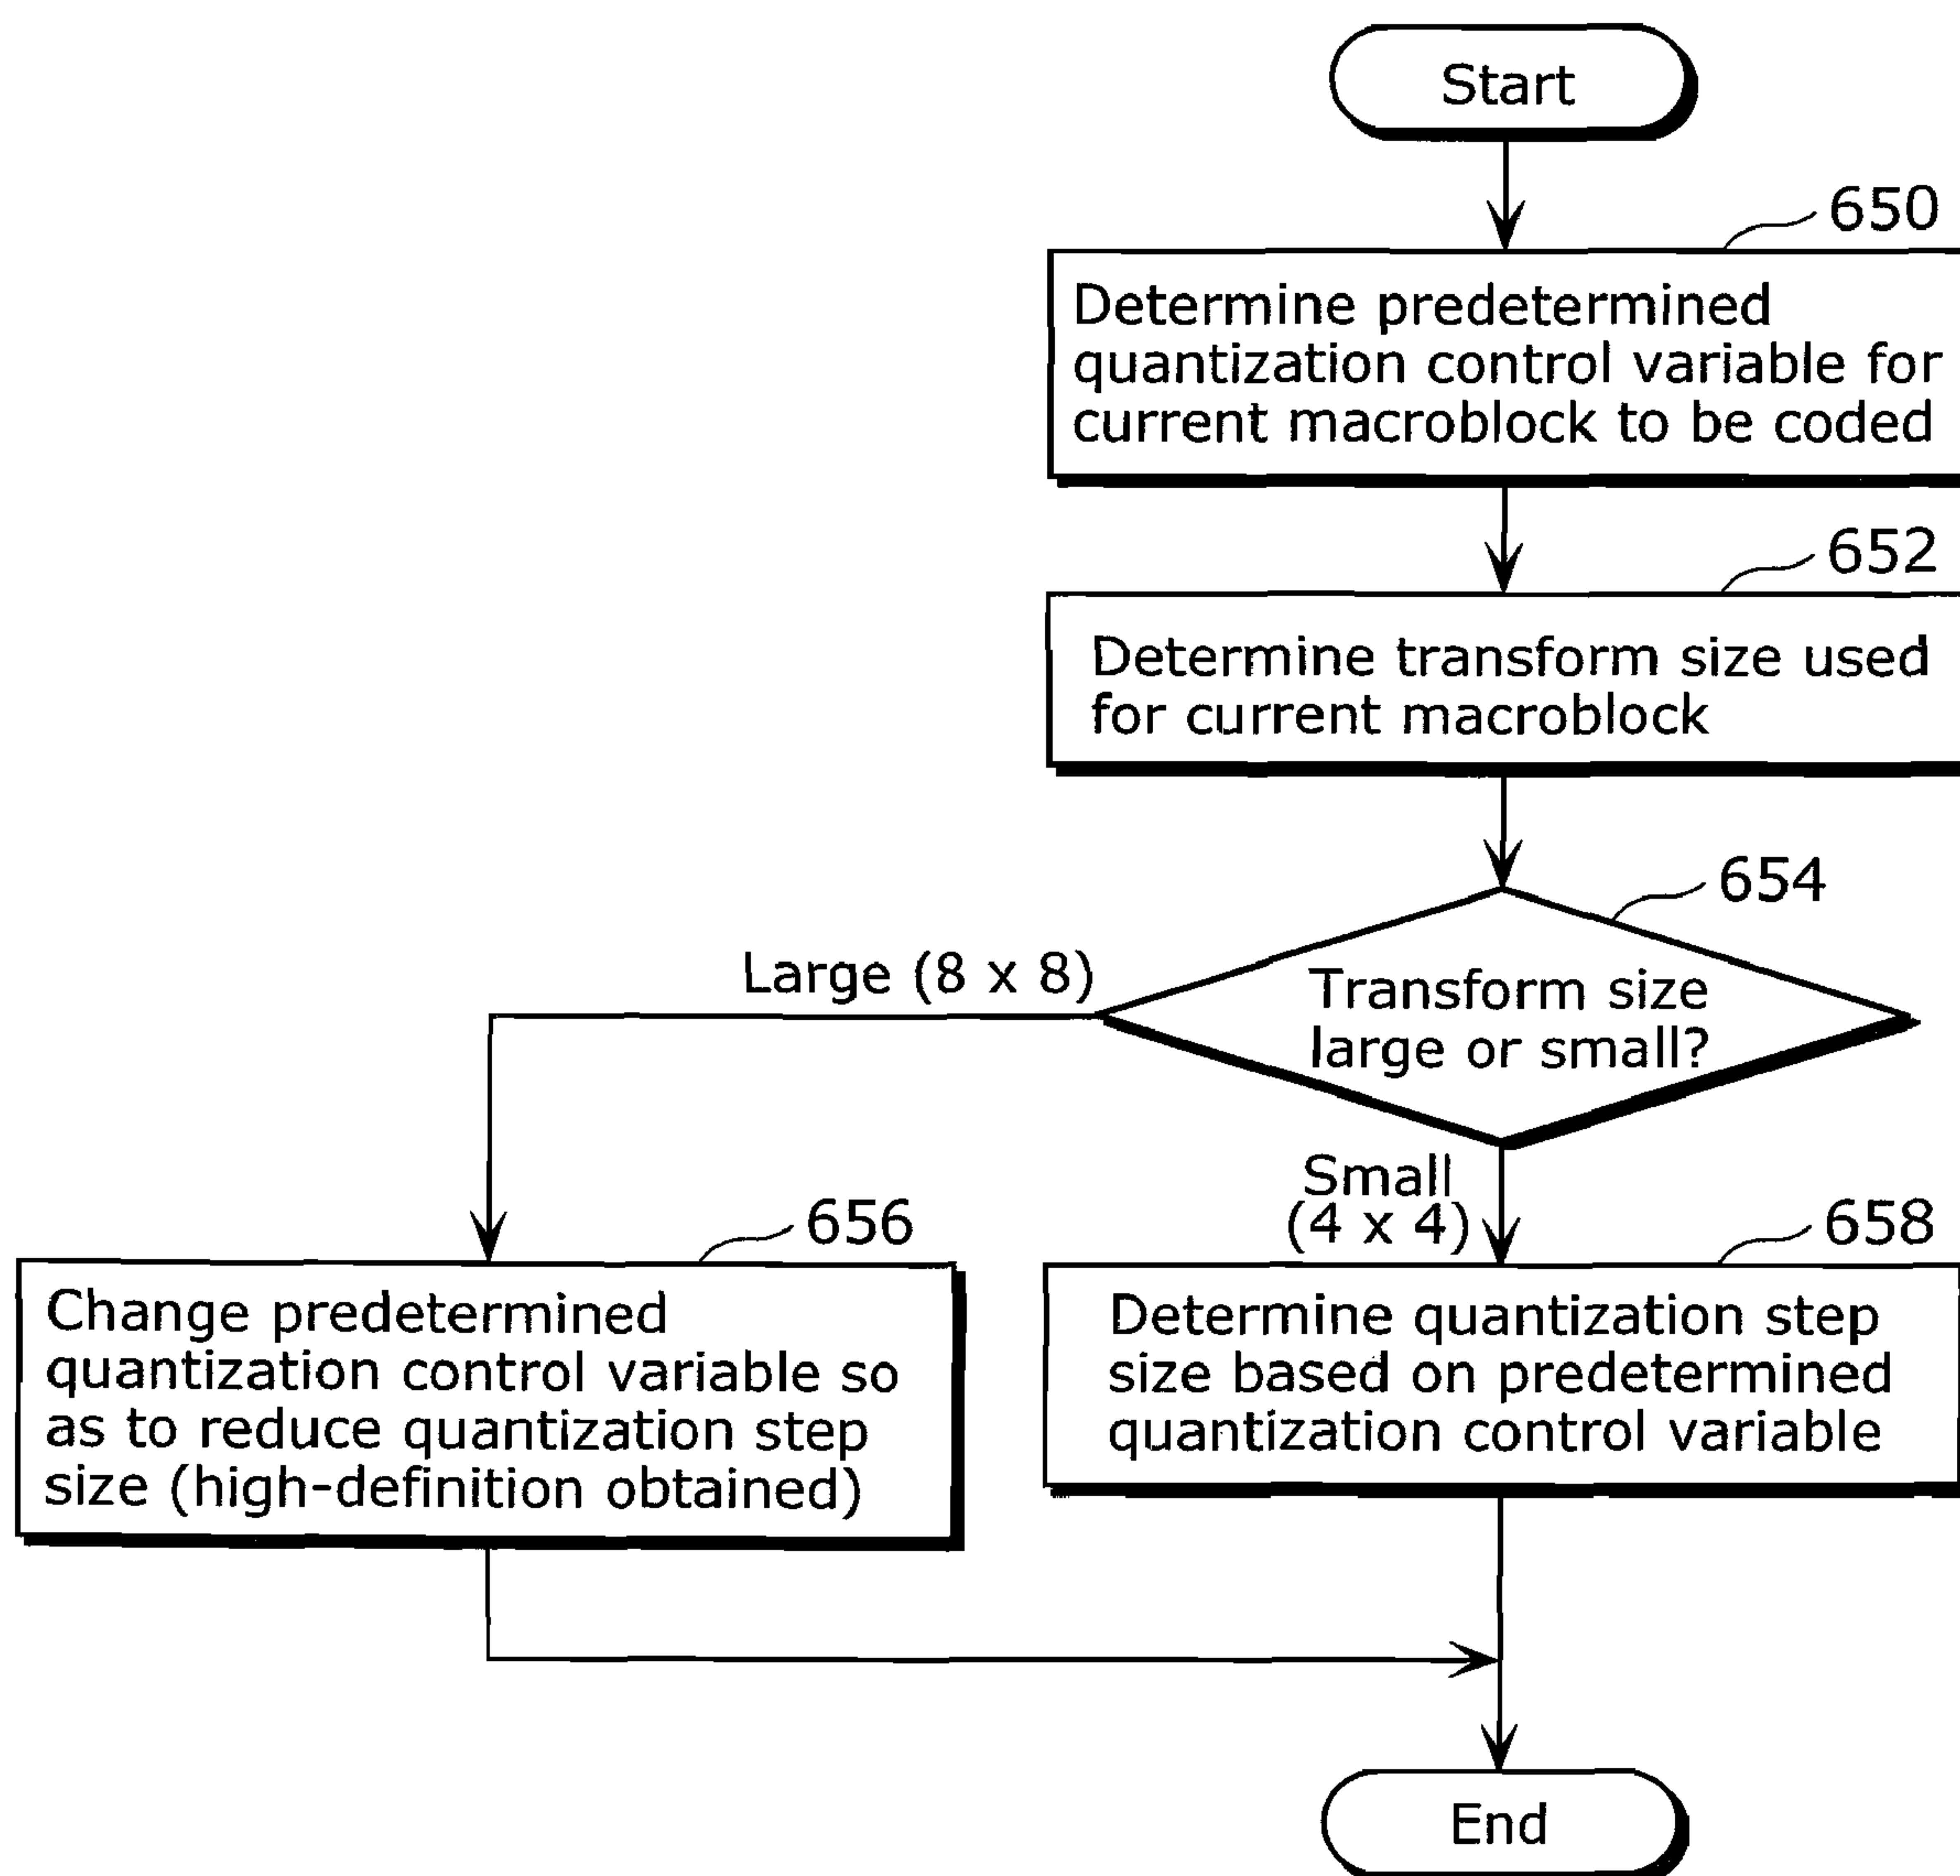 Start
650
Determine predetermined
quantization control variable for
current macroblock to be coded
652
Determine transform size used
for current macroblock
654
Large (8 x 8)
Transform size
large or small?
Small
(4 x 4)
656
658
Change predetermined
quantization control variable so
as to reduce quantization step
size (high-definition obtained)
Determine quantization step
size based on predetermined
quantization control variable
End